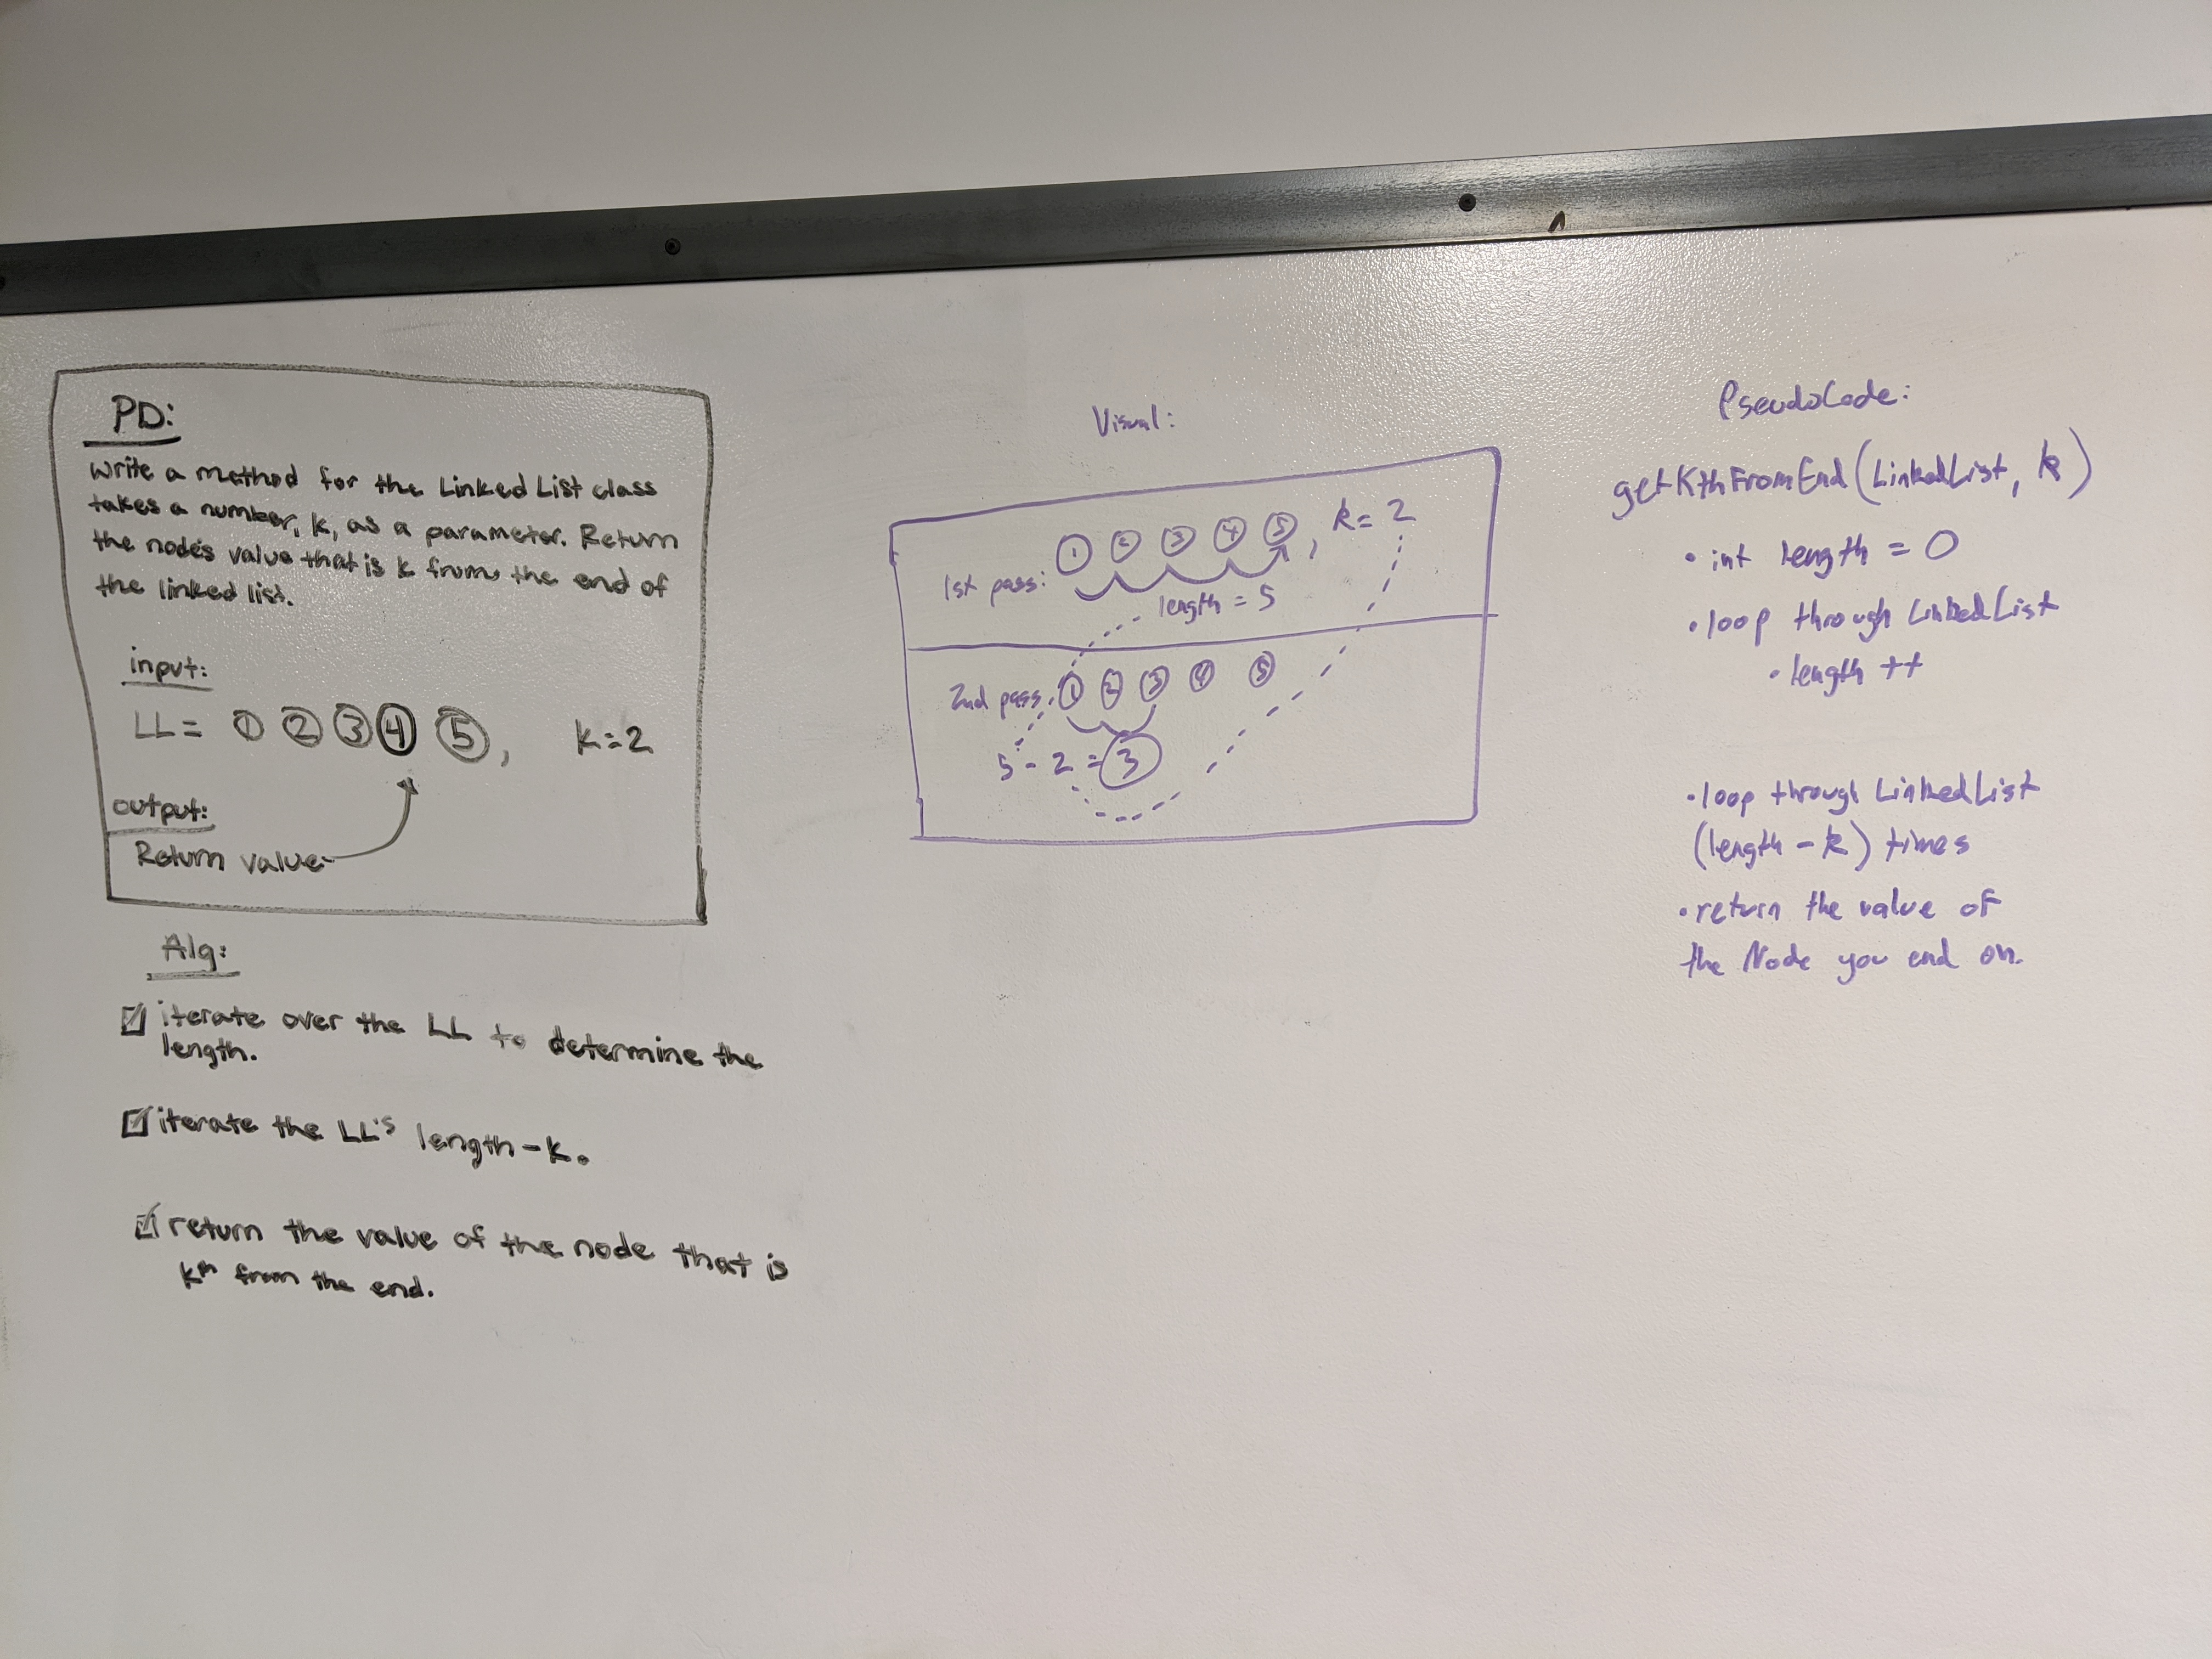 PD:
Write a method for the Linked List class
takes a number, k, as a parameter. Return
the node's value that is k from the end of
the linked list.
input:
LL = 1 2 3 4 5 , k=2
output:
Return value
Alg:
iterate over the LL to determine the
length.
iterate the LL's length-k.
return the value of the node that is
kth from the end.
Visual:
1 2 3 4 5 , k = 2
1st pass:
length = 5
2nd pass: 1 2 3 4 5
5 - 2 = 3
PseudoCode:
getKthFromEnd(LinkedList, k)
• int length = 0
• loop through LinkedList
• length ++
• loop through LinkedList
(length - k) times
• return the value of
the Node you end on.